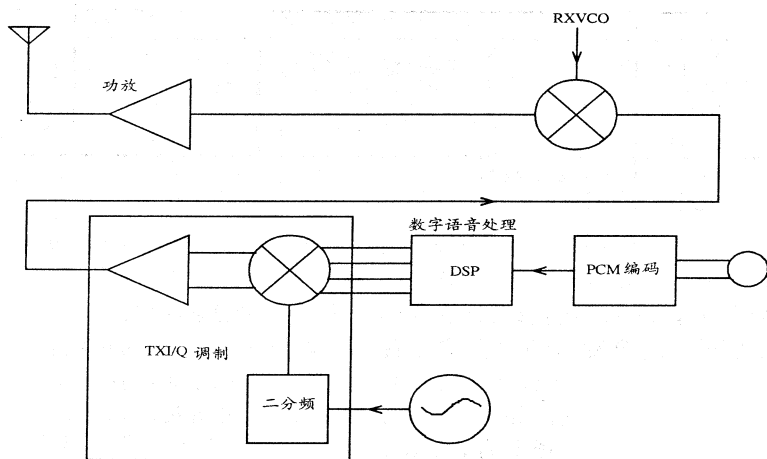 RXVCO
功放
数字语音处理
DSP
PCM 编码
TXI/Q 调制
二分频